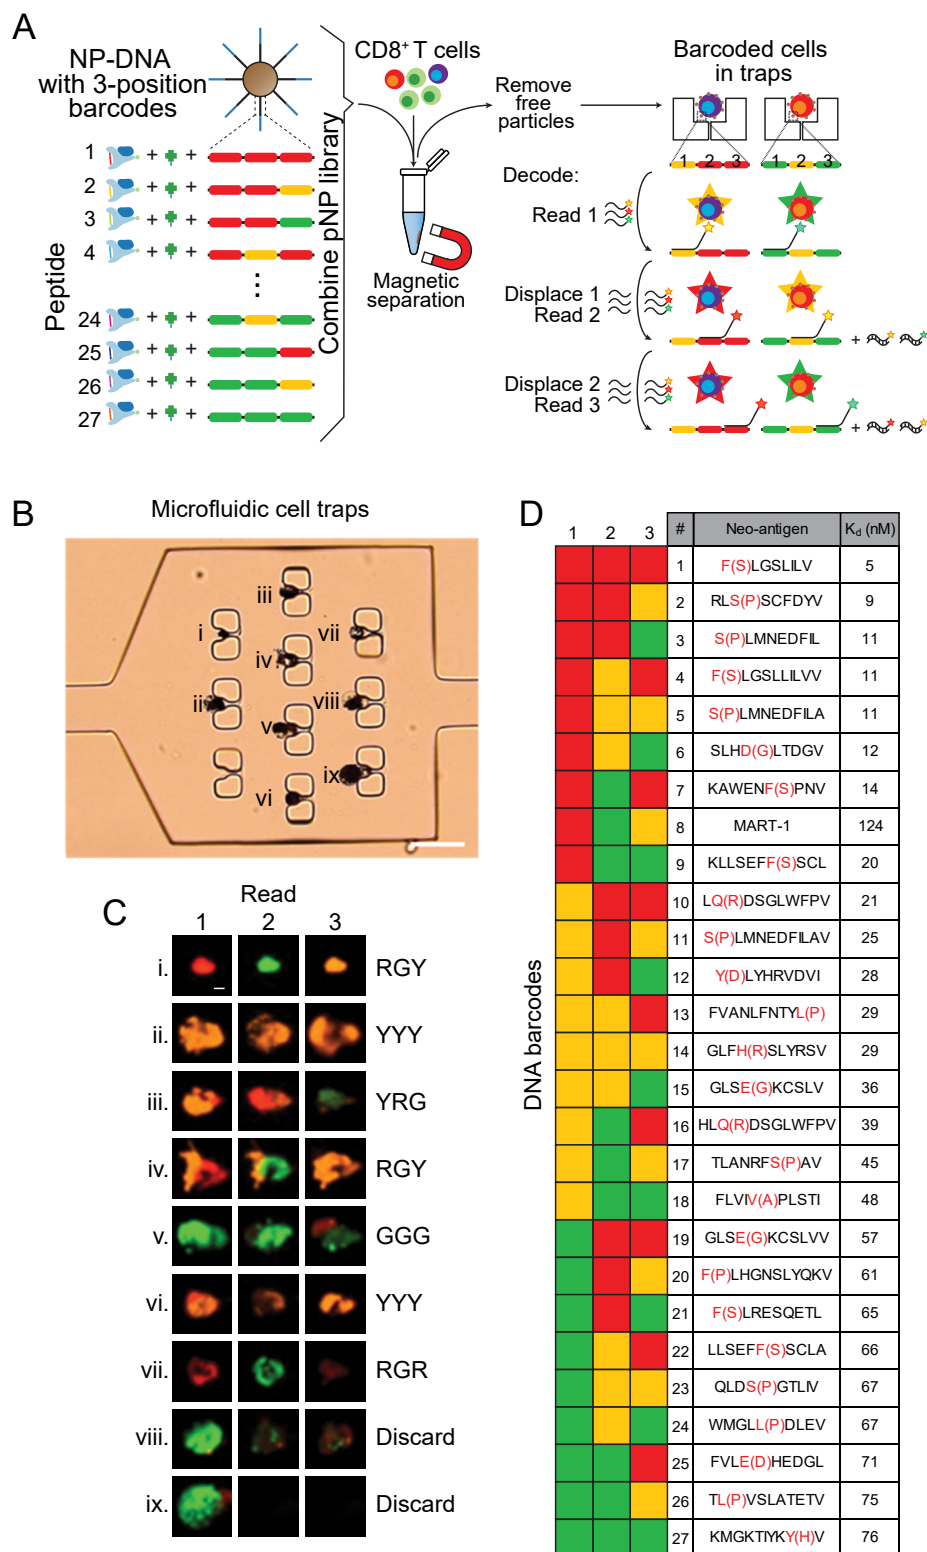 A
NP-DNA
with 3-position
barcodes
Peptide
1 + +
2 + +
3 + +
4 + +
24 + +
25 + +
26 + +
27 + +
Combine pNP library
CD8+ T cells
Magnetic
separation
Remove
free
particles
Barcoded cells
in traps
1 2 3 1 2 3
Decode:
Read 1
Displace 1
Read 2
+
Displace 2
Read 3
+
B
Microfluidic cell traps
i
ii
iii
iv
v
vi
vii
viii
ix
C
Read
1 2 3
i. RGY
ii. YYY
iii. YRG
iv. RGY
v. GGG
vi. YYY
vii. RGR
viii. Discard
ix. Discard
D
DNA barcodes
1 2 3 # Neo-antigen Kd (nM)
1 F(S)LGSLILV 5
2 RLS(P)SCFDYV 9
3 S(P)LMNEDFIL 11
4 F(S)LGSLLILVV 11
5 S(P)LMNEDFILA 11
6 SLHD(G)LTDGV 12
7 KAWENF(S)PNV 14
8 MART-1 124
9 KLLSEFF(S)SCL 20
10 LQ(R)DSGLWFPV 21
11 S(P)LMNEDFILAV 25
12 Y(D)LYHRVDVI 28
13 FVANLFNTYL(P) 29
14 GLFH(R)SLYRSV 29
15 GLSE(G)KCSLV 36
16 HLQ(R)DSGLWFPV 39
17 TLANRFS(P)AV 45
18 FLVIV(A)PLSTI 48
19 GLSE(G)KCSLVV 57
20 F(P)LHGNSLYQKV 61
21 F(S)LRESQETL 65
22 LLSEFF(S)SCLA 66
23 QLDS(P)GTLIV 67
24 WMGLL(P)DLEV 67
25 FVLE(D)HEDGL 71
26 TL(P)VSLATETV 75
27 KMGKTIYKY(H)V 76